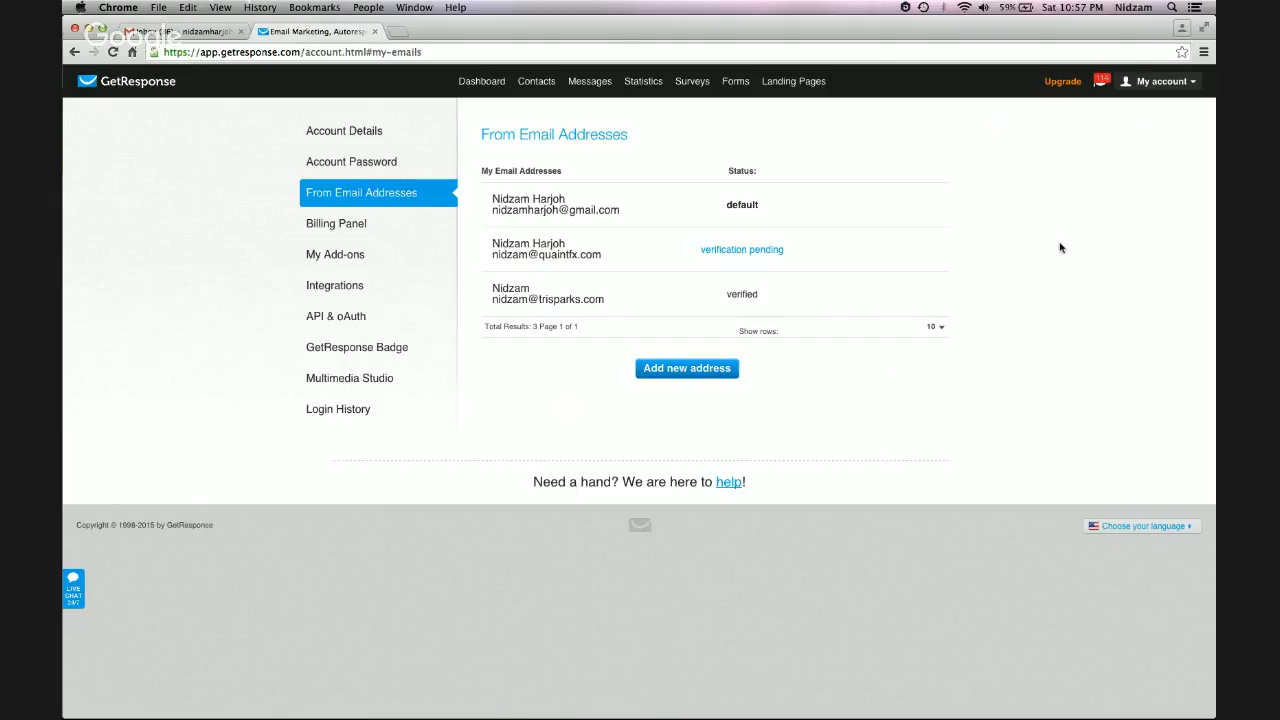 Chrome File Edit View History Bookmarks People Window Help 59% Sat 10:57 PM Nidzam
Google
nidzamharjoh Email Marketing, Autoresp
https://app.getresponse.com/account.html#my-emails
GetResponse Dashboard Contacts Messages Statistics Surveys Forms Landing Pages Upgrade 114 My account
Account Details
Account Password
From Email Addresses
Billing Panel
My Add-ons
Integrations
API & oAuth
GetResponse Badge
Multimedia Studio
Login History
From Email Addresses
My Email Addresses Status:
Nidzam Harjoh
nidzamharjoh@gmail.com default
Nidzam Harjoh
nidzam@quaintfx.com verification pending
Nidzam
nidzam@trisparks.com verified
Total Results: 3 Page 1 of 1 Show rows: 10
Add new address
Need a hand? We are here to help!
Copyright © 1998-2015 by GetResponse Choose your language
LIVE
CHAT
24/7